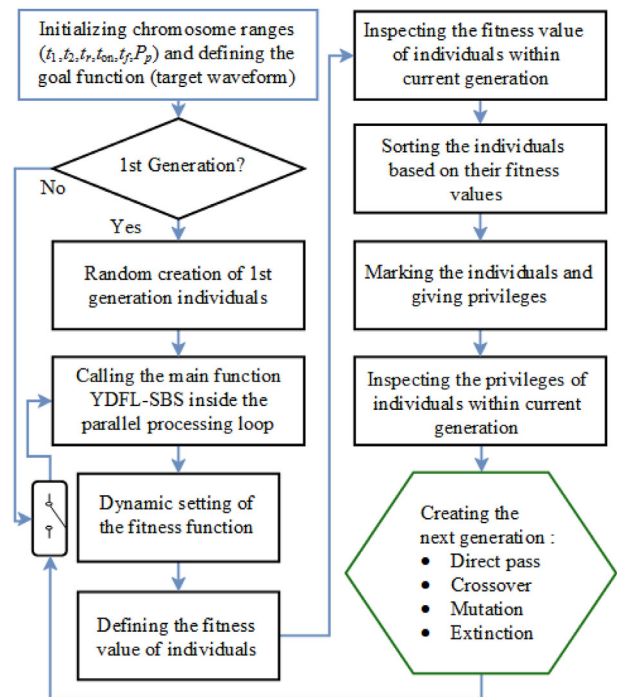 Initializing chromosome ranges
(t₁,t₂,tᵣ,tₒₙ,t_f,Pₚ) and defining the
goal function (target waveform)
1st Generation?
No
Yes
Random creation of 1st
generation individuals
Calling the main function
YDFL-SBS inside the
parallel processing loop
Dynamic setting of
the fitness function
Defining the fitness
value of individuals
Inspecting the fitness value
of individuals within
current generation
Sorting the individuals
based on their fitness
values
Marking the individuals and
giving privileges
Inspecting the privileges of
individuals within current
generation
Creating the
next generation :
• Direct pass
• Crossover
• Mutation
• Extinction